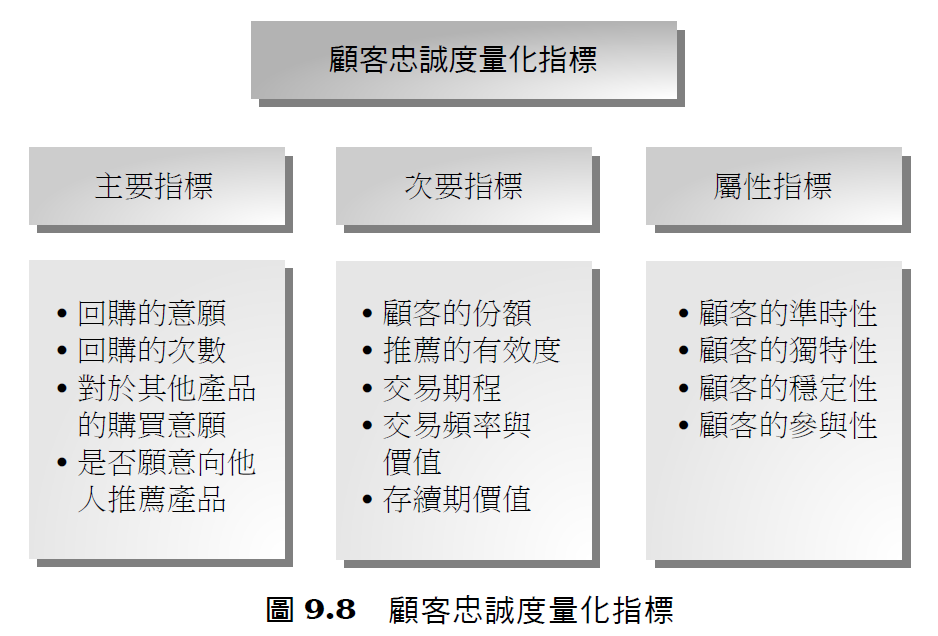 顧客忠誠度量化指標
主要指標
• 回購的意願
• 回購的次數
• 對於其他產品
的購買意願
• 是否願意向他
人推薦產品
次要指標
• 顧客的份額
• 推薦的有效度
• 交易期程
• 交易頻率與
價值
• 存續期價值
屬性指標
• 顧客的準時性
• 顧客的獨特性
• 顧客的穩定性
• 顧客的參與性
圖 9.8 顧客忠誠度量化指標